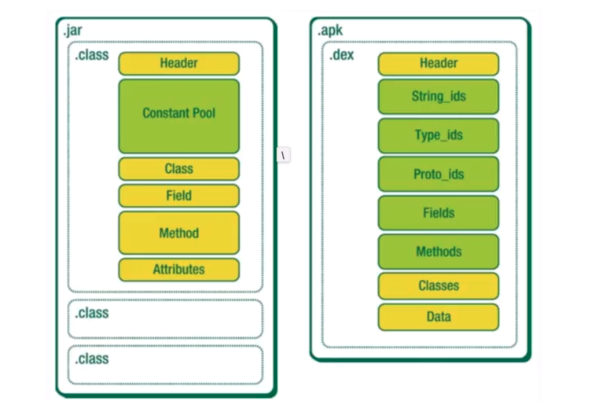 .jar
.class
Header
Constant Pool
Class
Field
Method
Attributes
.class
.class
\
.apk
.dex
Header
String_ids
Type_ids
Proto_ids
Fields
Methods
Classes
Data